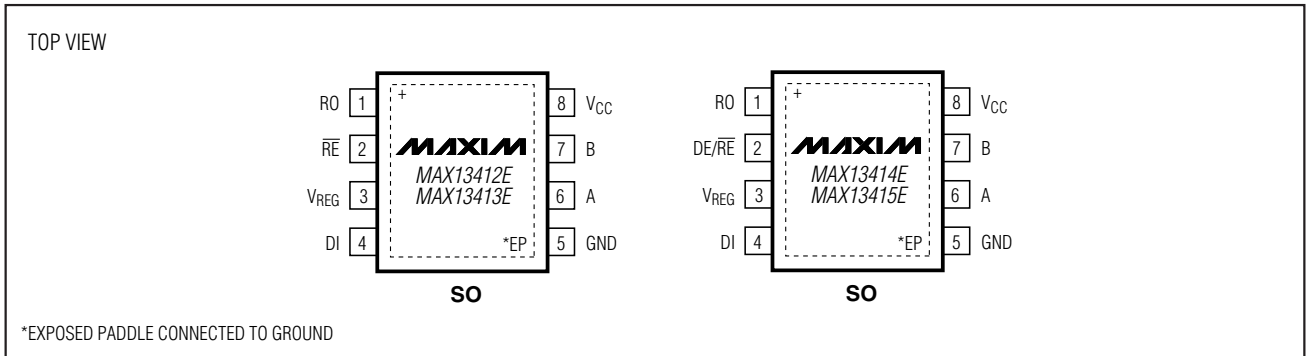 TOP VIEW
RO 1
R̅E̅ 2
VREG 3
DI 4
+
MAXIM
MAX13412E
MAX13413E
*EP
8 VCC
7 B
6 A
5 GND
SO
RO 1
DE/R̅E̅ 2
VREG 3
DI 4
+
MAXIM
MAX13414E
MAX13415E
*EP
8 VCC
7 B
6 A
5 GND
SO
*EXPOSED PADDLE CONNECTED TO GROUND